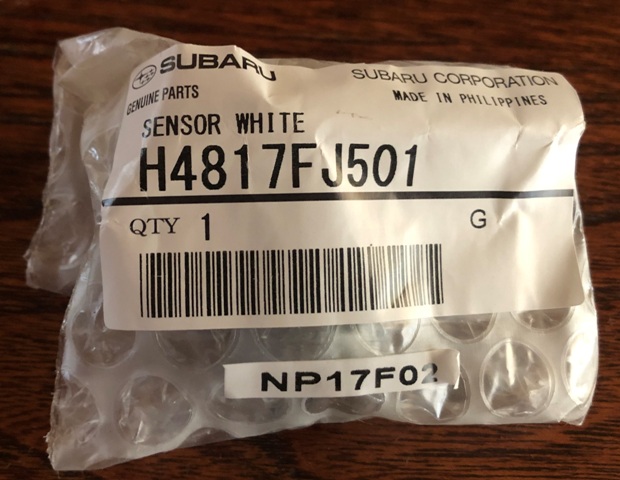 SUBARU
SUBARU CORPORATION
GENUINE PARTS
MADE IN PHILIPPINES
SENSOR WHITE
H4817FJ501
QTY 1
G
NP17F02